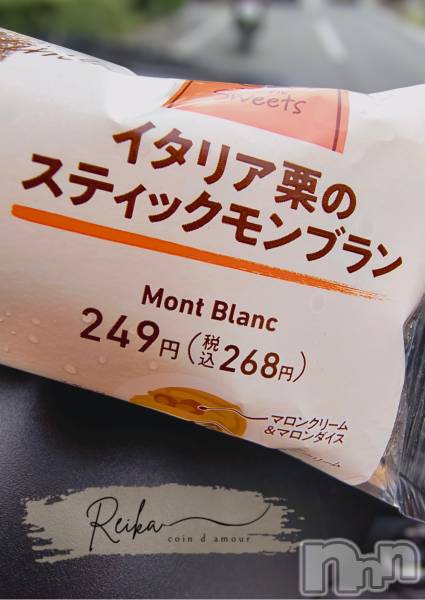 Sweets
イタリア栗の
スティックモンブラン
Mont Blanc
249円(税込268円)
マロンクリーム
&マロンダイス
Reika
coin d amour
nnn